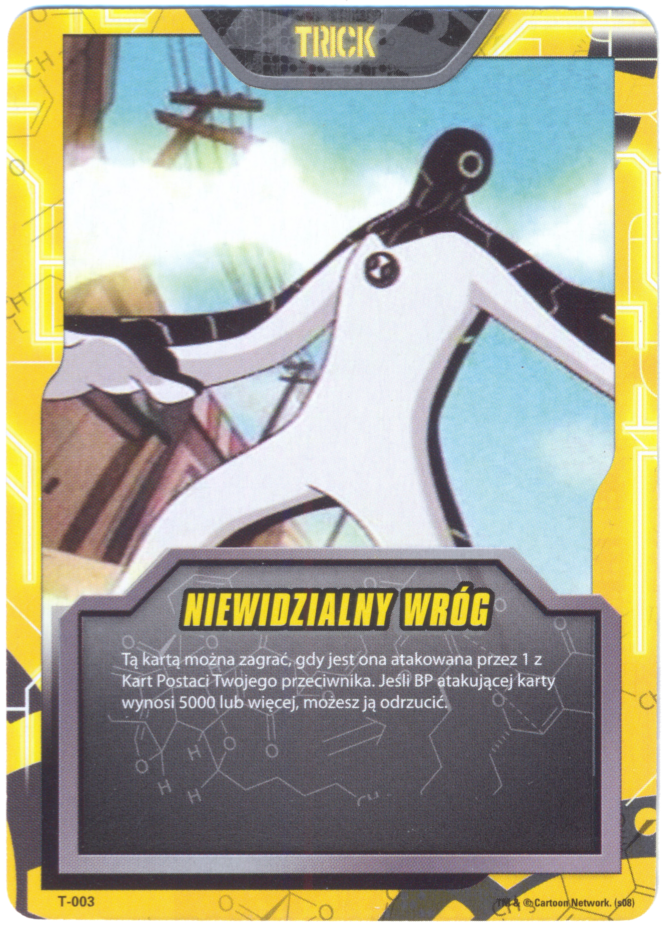 TRICK
NIEWIDZIALNY WRÓG
Tą kartą można zagrać, gdy jest ona atakowana przez 1 z
Kart Postaci Twojego przeciwnika. Jeśli BP atakującej karty
wynosi 5000 lub więcej, możesz ją odrzucić.
T-003
TM & © Cartoon Network. (s08)